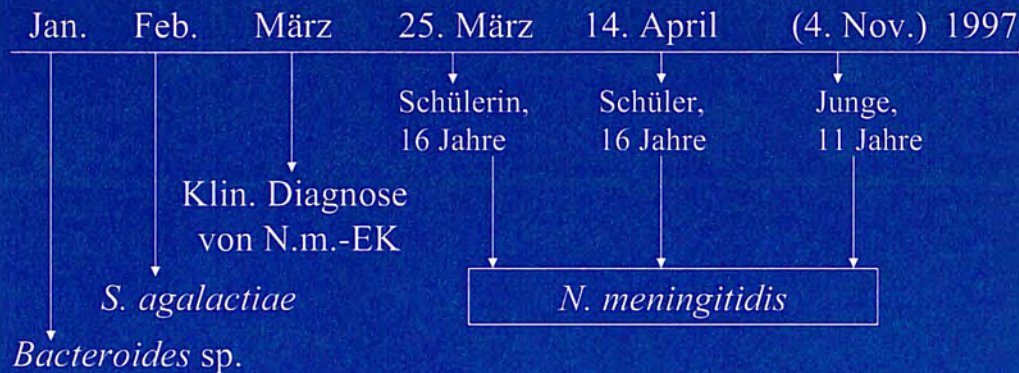 Jan. Feb. März 25. März 14. April (4. Nov.) 1997
Schülerin, Schüler, Junge,
16 Jahre 16 Jahre 11 Jahre
Klin. Diagnose
von N.m.-EK
S. agalactiae N. meningitidis
Bacteroides sp.